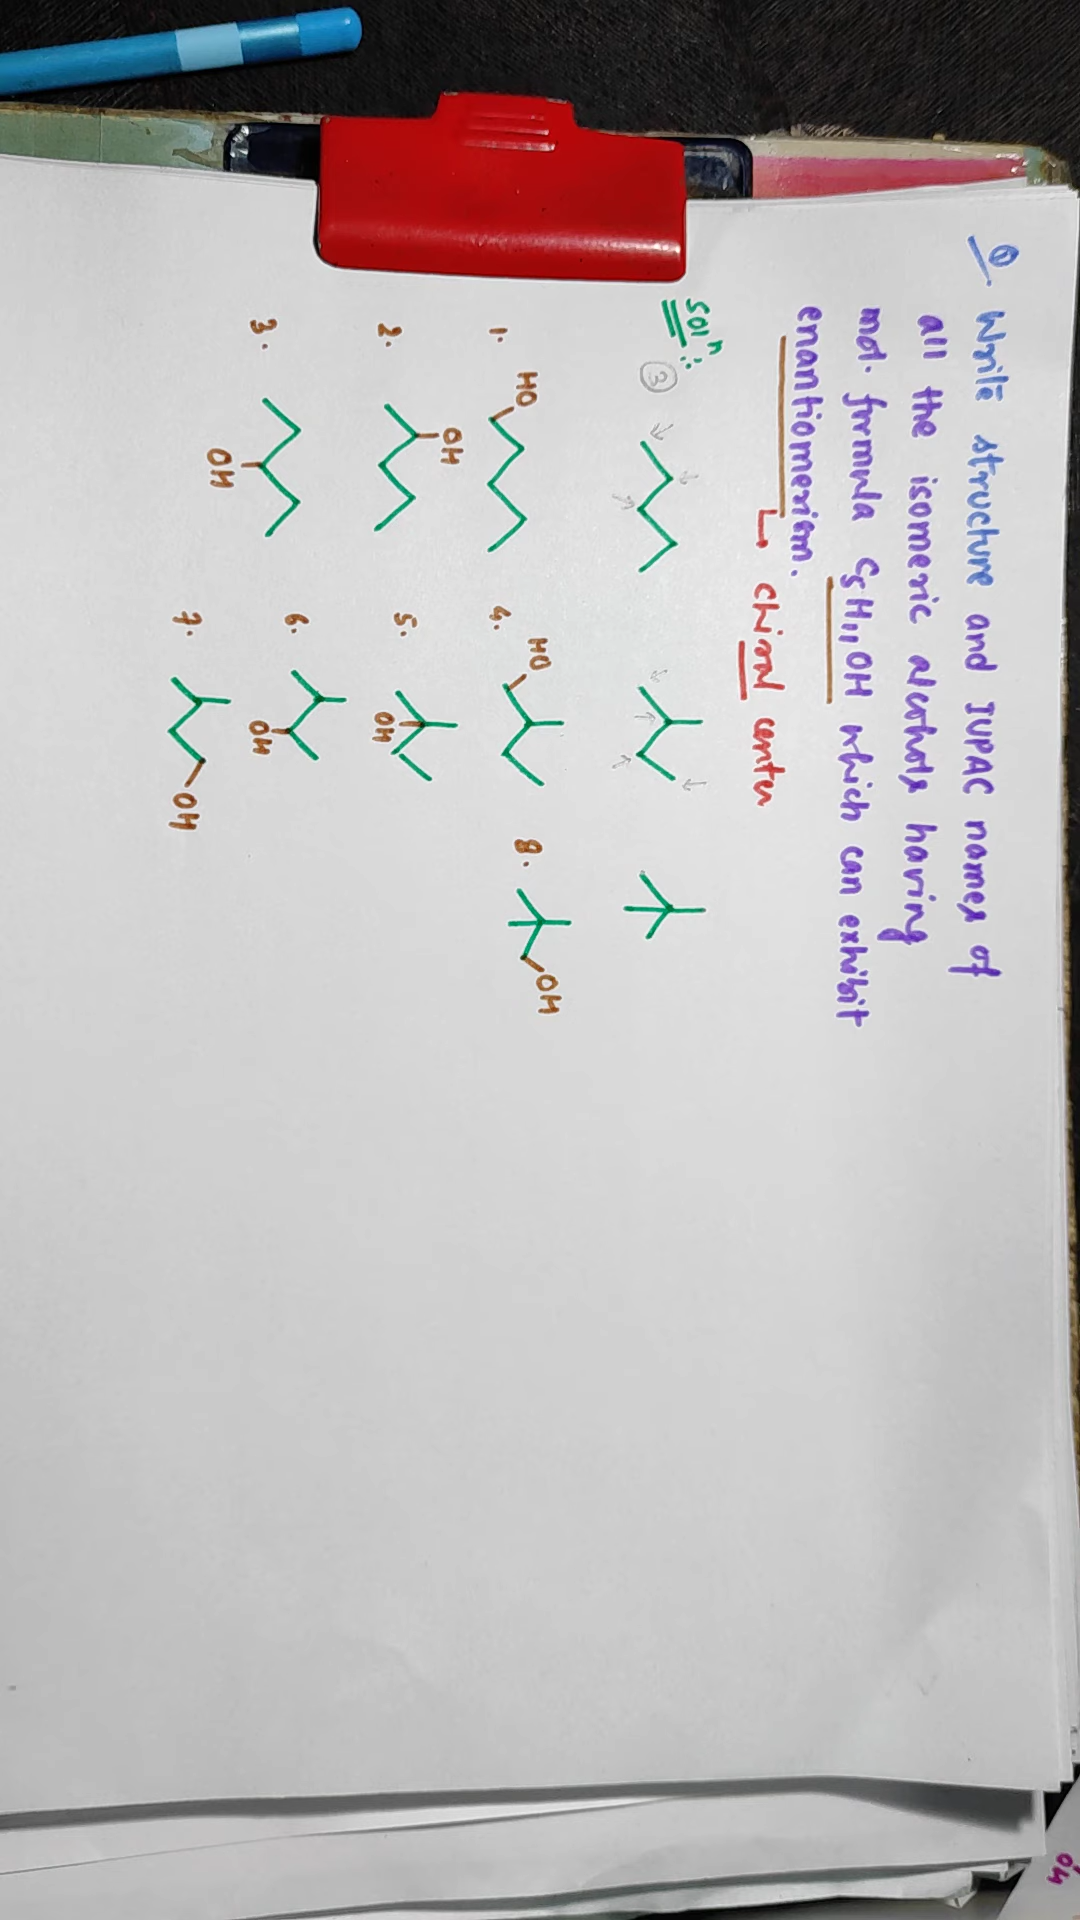 Q. Write structure and IUPAC names of
all the isomeric alcohols having
mol. formula C₅H₁₁OH which can exhibit
enantiomerism.
↳ chiral center
Solⁿ:
③
1.
HO
2.
OH
3.
OH
4.
HO
5.
OH
6.
OH
7.
OH
8.
OH
OH